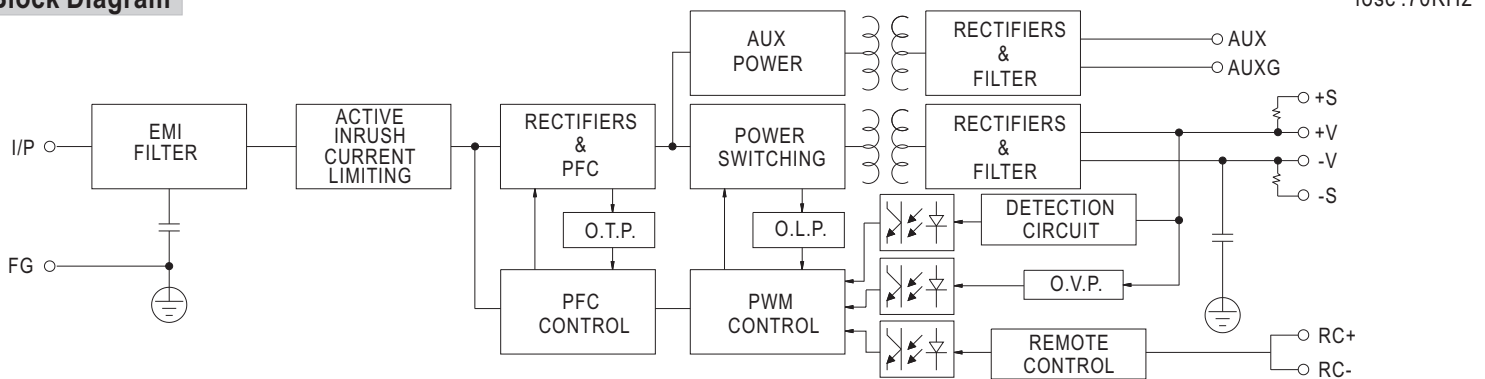 Block Diagram
fosc :70KHz
AUX
POWER
RECTIFIERS
&
FILTER
AUX
AUXG
I/P
EMI
FILTER
ACTIVE
INRUSH
CURRENT
LIMITING
RECTIFIERS
&
PFC
POWER
SWITCHING
RECTIFIERS
&
FILTER
+S
+V
-V
-S
O.T.P.
O.L.P.
DETECTION
CIRCUIT
FG
PFC
CONTROL
PWM
CONTROL
O.V.P.
REMOTE
CONTROL
RC+
RC-